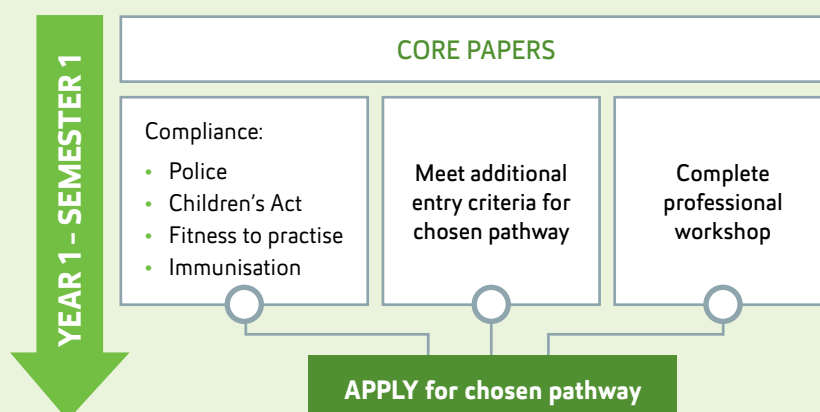 YEAR 1 – SEMESTER 1
CORE PAPERS
Compliance:
• Police
• Children's Act
• Fitness to practise
• Immunisation
Meet additional
entry criteria for
chosen pathway
Complete
professional
workshop
APPLY for chosen pathway